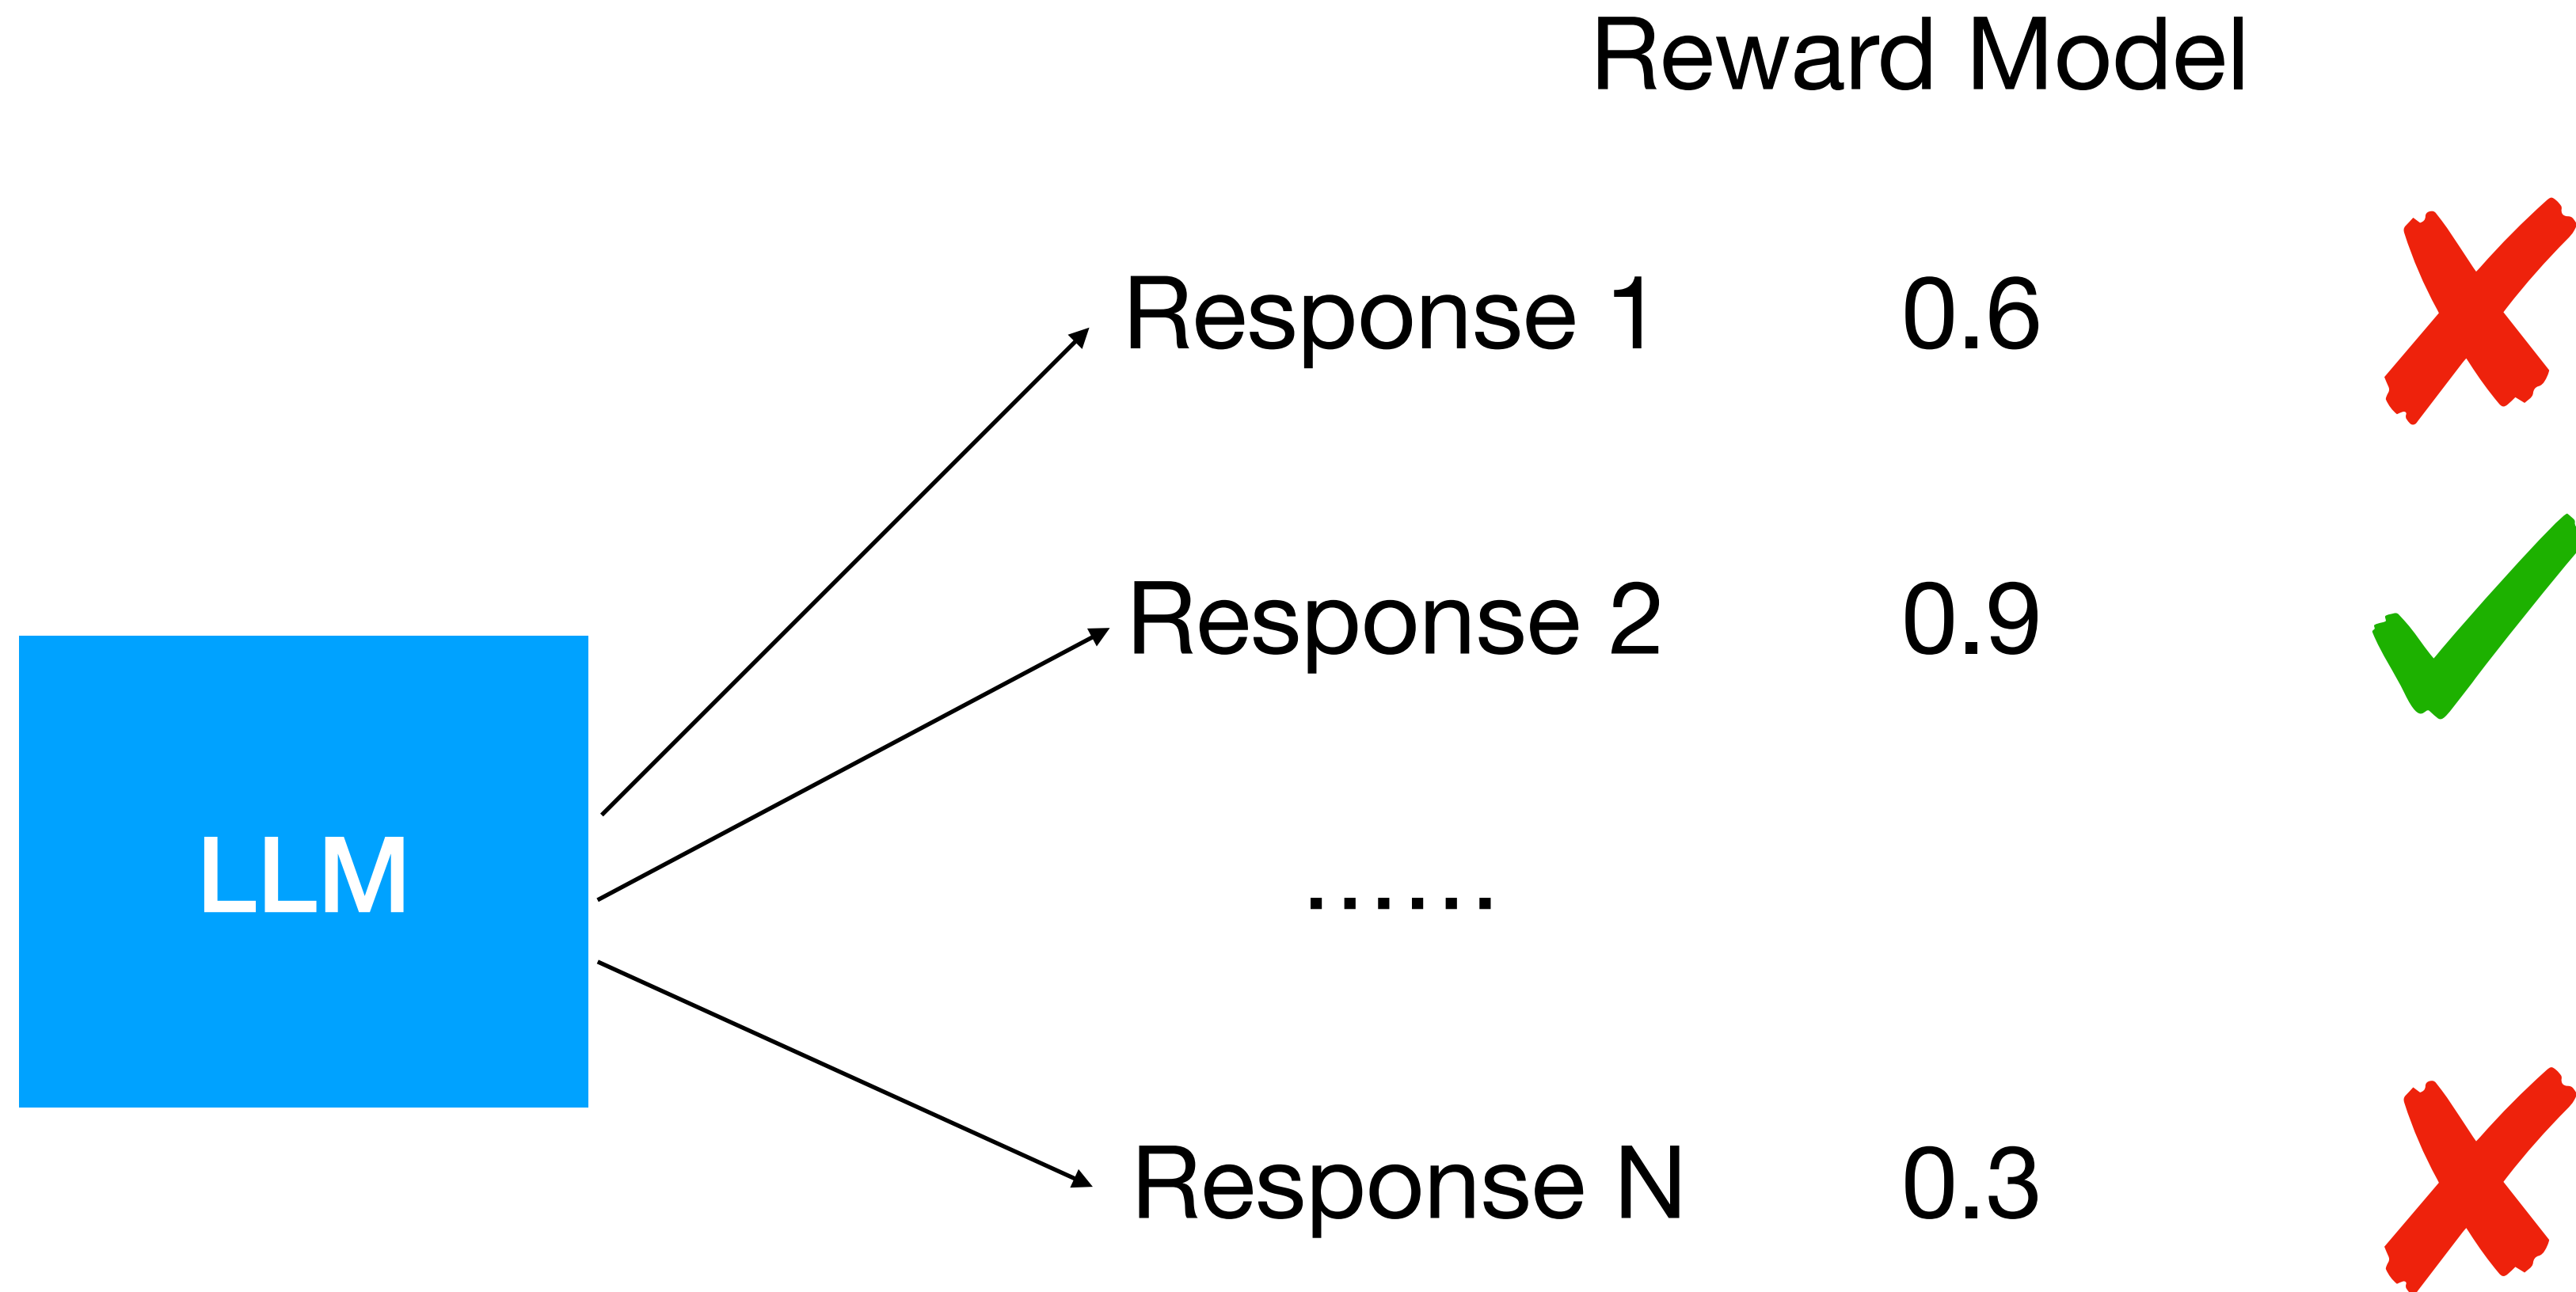 Reward Model
Response 1 0.6
Response 2 0.9
LLM
......
Response N 0.3